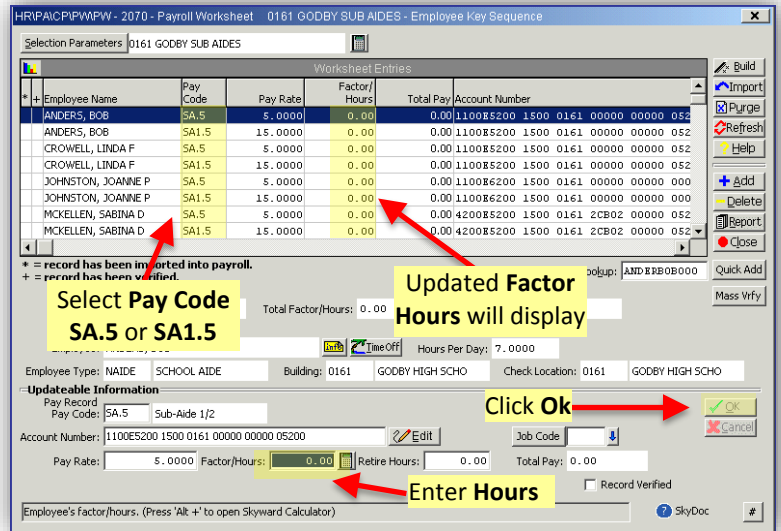 HR\PA\CP\PW\PW - 2070 - Payroll Worksheet 0161 GODBY SUB AIDES - Employee Key Sequence
Selection Parameters 0161 GODBY SUB AIDES
Worksheet Entries
* + Employee Name Pay Code Pay Rate Factor/ Hours Total Pay Account Number
ANDERS, BOB SA.5 5.0000 0.00 0.00 1100E5200 1500 0161 00000 00000 052
ANDERS, BOB SA1.5 15.0000 0.00 0.00 1100E5200 1500 0161 00000 00000 052
CROWELL, LINDA F SA.5 5.0000 0.00 0.00 1100E5200 1500 0161 00000 00000 052
CROWELL, LINDA F SA1.5 15.0000 0.00 0.00 1100E5200 1500 0161 00000 00000 052
JOHNSTON, JOANNE P SA.5 5.0000 0.00 0.00 1100E6200 1500 0161 00000 00000 000
JOHNSTON, JOANNE P SA1.5 15.0000 0.00 0.00 1100E6200 1500 0161 00000 00000 000
MCKELLEN, SABINA D SA.5 5.0000 0.00 0.00 4200E5200 1500 0161 2CB02 00000 052
MCKELLEN, SABINA D SA1.5 15.0000 0.00 0.00 4200E5200 1500 0161 2CB02 00000 052
Build
Import
Purge
Refresh
Help
Add
Delete
Report
Close
Quick Add
Mass Vrfy
* = record has been imported into payroll.
+ = record has been verified.
ANDERBOB000
Select Pay Code
SA.5 or SA1.5
Updated Factor
Hours will display
Total Factor/Hours: 0.00
Info Time Off Hours Per Day: 7.0000
Employee Type: NAIDE SCHOOL AIDE Building: 0161 GODBY HIGH SCHO Check Location: 0161 GODBY HIGH SCHO
Updateable Information
Pay Record
Pay Code: SA.5 Sub-Aide 1/2
Click Ok
OK
Cancel
Account Number: 1100E5200 1500 0161 00000 00000 05200 Edit Job Code
Pay Rate: 5.0000 Factor/Hours: 0.00 Retire Hours: 0.00 Total Pay: 0.00
Enter Hours
Record Verified
Employee's factor/hours. (Press 'Alt +' to open Skyward Calculator) SkyDoc #